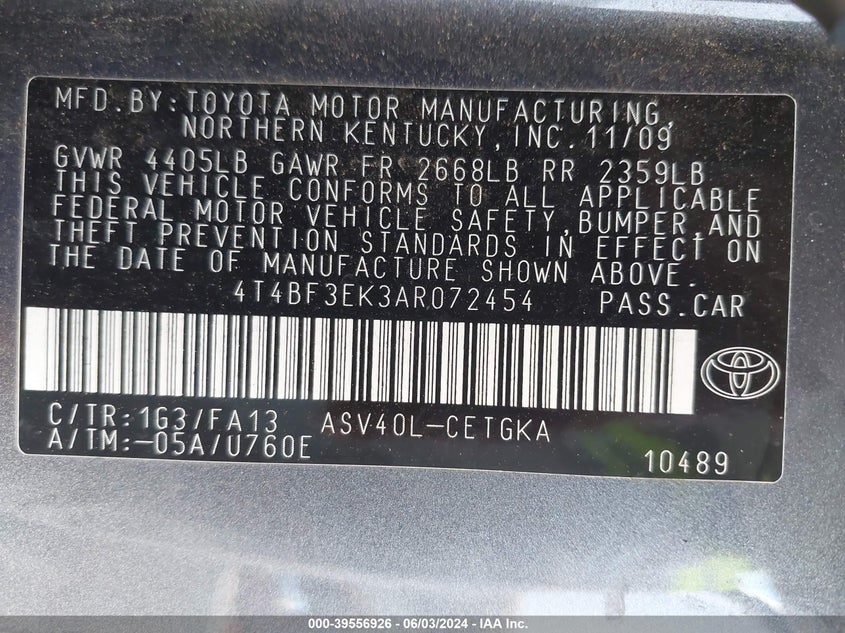 MFD. BY: TOYOTA MOTOR MANUFACTURING,
NORTHERN KENTUCKY, INC. 11/09
GVWR 4405LB GAWR FR 2668LB RR 2359LB
THIS VEHICLE CONFORMS TO ALL APPLICABLE
FEDERAL MOTOR VEHICLE SAFETY, BUMPER, AND
THEFT PREVENTION STANDARDS IN EFFECT ON
THE DATE OF MANUFACTURE SHOWN ABOVE.
4T4BF3EK3AR072454 PASS.CAR
C/TR:1G3/FA13 ASV40L-CETGKA
A/TM:-05A/U760E
10489
000-39556926 - 06/03/2024 - IAA Inc.